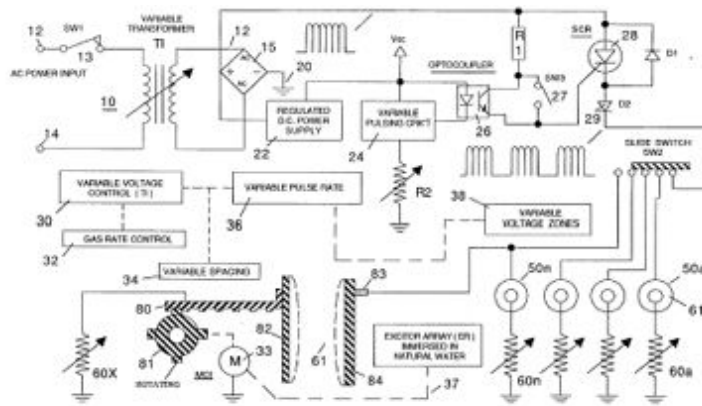 VARIABLE
TRANSFORMER
T1
12
SW1
13
AC POWER INPUT
10
14
12
15
AC
AC
+
-
20
REGULATED
D.C. POWER
SUPPLY
22
Vcc
OPTOCOUPLER
VARIABLE
PULSING CRKT
24
26
R
1
27
SCR
28
D1
D2
29
R2
SLIDE SWITCH
SW2
VARIABLE VOLTAGE
CONTROL (T1)
30
VARIABLE PULSE RATE
36
38
VARIABLE
VOLTAGE ZONES
GAS RATE CONTROL
32
34
VARIABLE SPACING
80
81
82
83
84
61
60X
ROTATING
M
33
EXCITOR ARRAY (ER)
IMMERSED IN
NATURAL WATER
37
50n
50a
61
60n
60a